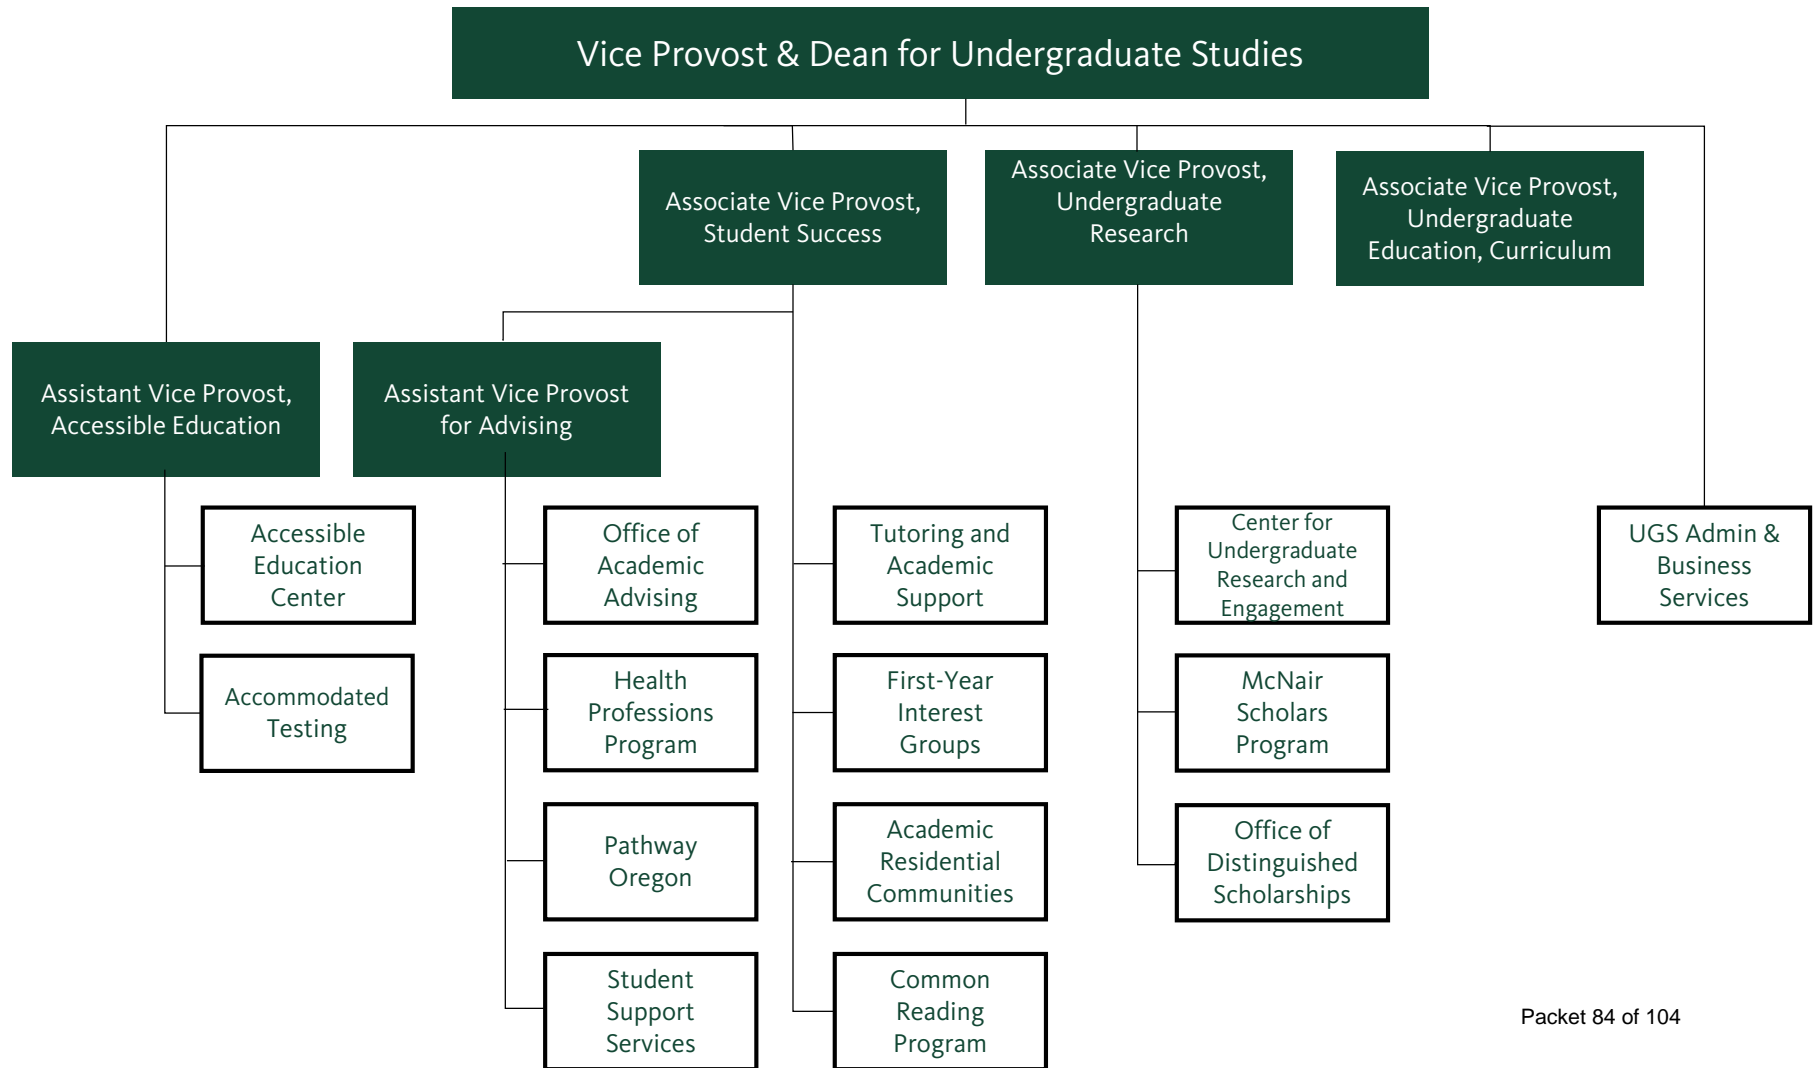 Vice Provost & Dean for Undergraduate Studies
Associate Vice Provost,
Student Success
Associate Vice Provost,
Undergraduate
Research
Associate Vice Provost,
Undergraduate
Education, Curriculum
Assistant Vice Provost,
Accessible Education
Assistant Vice Provost
for Advising
Accessible
Education
Center
Office of
Academic
Advising
Tutoring and
Academic
Support
Center for
Undergraduate
Research and
Engagement
UGS Admin &
Business
Services
Accommodated
Testing
Health
Professions
Program
First-Year
Interest
Groups
McNair
Scholars
Program
Pathway
Oregon
Academic
Residential
Communities
Office of
Distinguished
Scholarships
Student
Support
Services
Common
Reading
Program
Packet 84 of 104